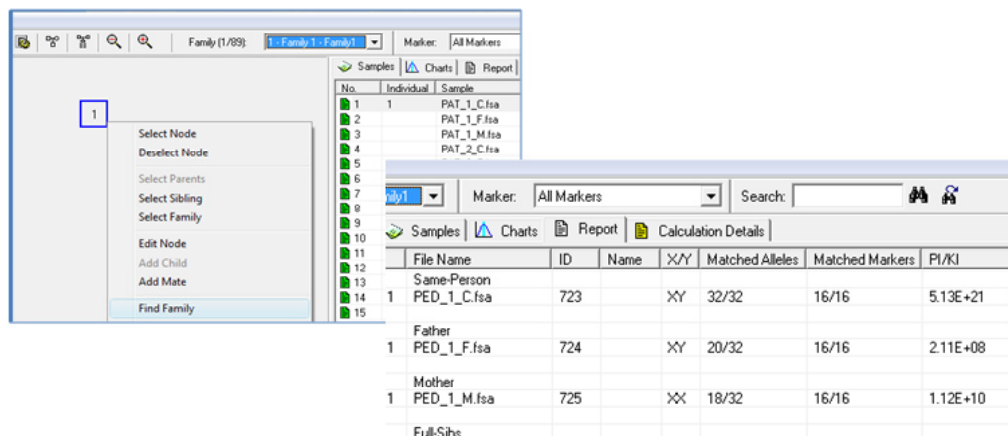 Family (1/89): 1 - Family 1 - Family1 Marker: All Markers
Samples Charts Report
No. Individual Sample
1 1 PAT_1_C.fsa
2 PAT_1_F.fsa
3 PAT_1_M.fsa
4 PAT_2_C.fsa
5
6
7
8
9
10
11
12
13
14
15
1
Select Node
Deselect Node
Select Parents
Select Sibling
Select Family
Edit Node
Add Child
Add Mate
Find Family
mily1 Marker: All Markers Search:
Samples Charts Report Calculation Details
File Name ID Name X/Y Matched Alleles Matched Markers PI/KI
Same-Person
1 PED_1_C.fsa 723 XY 32/32 16/16 5.13E+21
Father
1 PED_1_F.fsa 724 XY 20/32 16/16 2.11E+08
Mother
1 PED_1_M.fsa 725 XX 18/32 16/16 1.12E+10
Full-Sibs